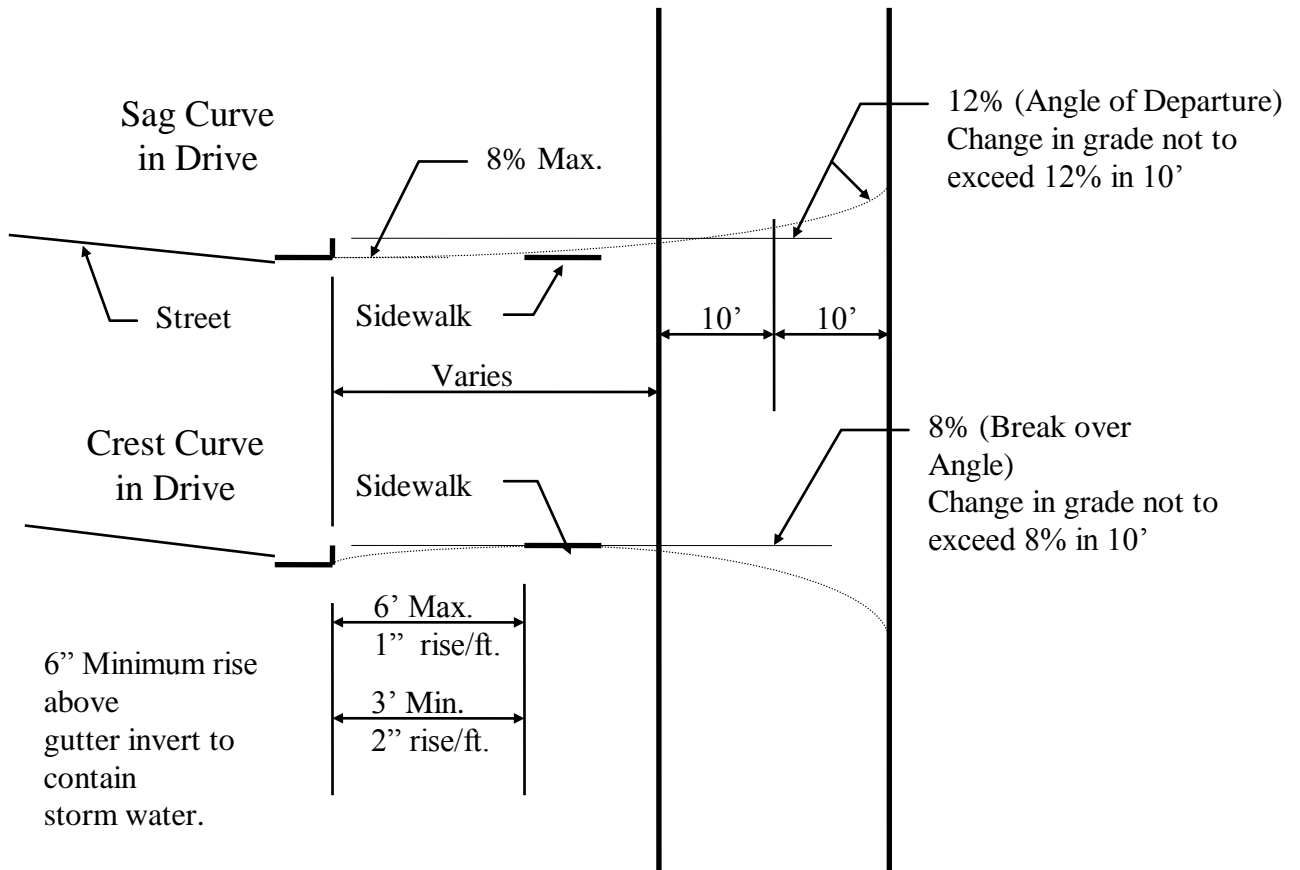 Sag Curve
in Drive
8% Max.
12% (Angle of Departure)
Change in grade not to
exceed 12% in 10’
Street
Sidewalk
10’
10’
Varies
Crest Curve
in Drive
Sidewalk
8% (Break over
Angle)
Change in grade not to
exceed 8% in 10’
6’ Max.
1” rise/ft.
3’ Min.
2” rise/ft.
6” Minimum rise
above
gutter invert to
contain
storm water.